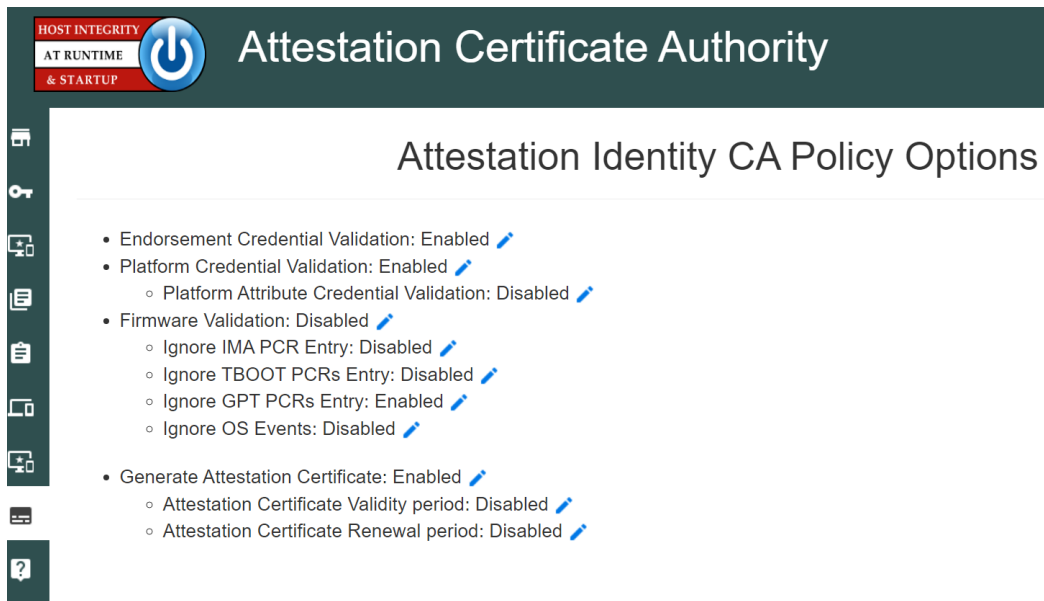 HOST INTEGRITY
AT RUNTIME
& STARTUP
Attestation Certificate Authority
Attestation Identity CA Policy Options
Endorsement Credential Validation: Enabled
Platform Credential Validation: Enabled
Platform Attribute Credential Validation: Disabled
Firmware Validation: Disabled
Ignore IMA PCR Entry: Disabled
Ignore TBOOT PCRs Entry: Disabled
Ignore GPT PCRs Entry: Enabled
Ignore OS Events: Disabled
Generate Attestation Certificate: Enabled
Attestation Certificate Validity period: Disabled
Attestation Certificate Renewal period: Disabled